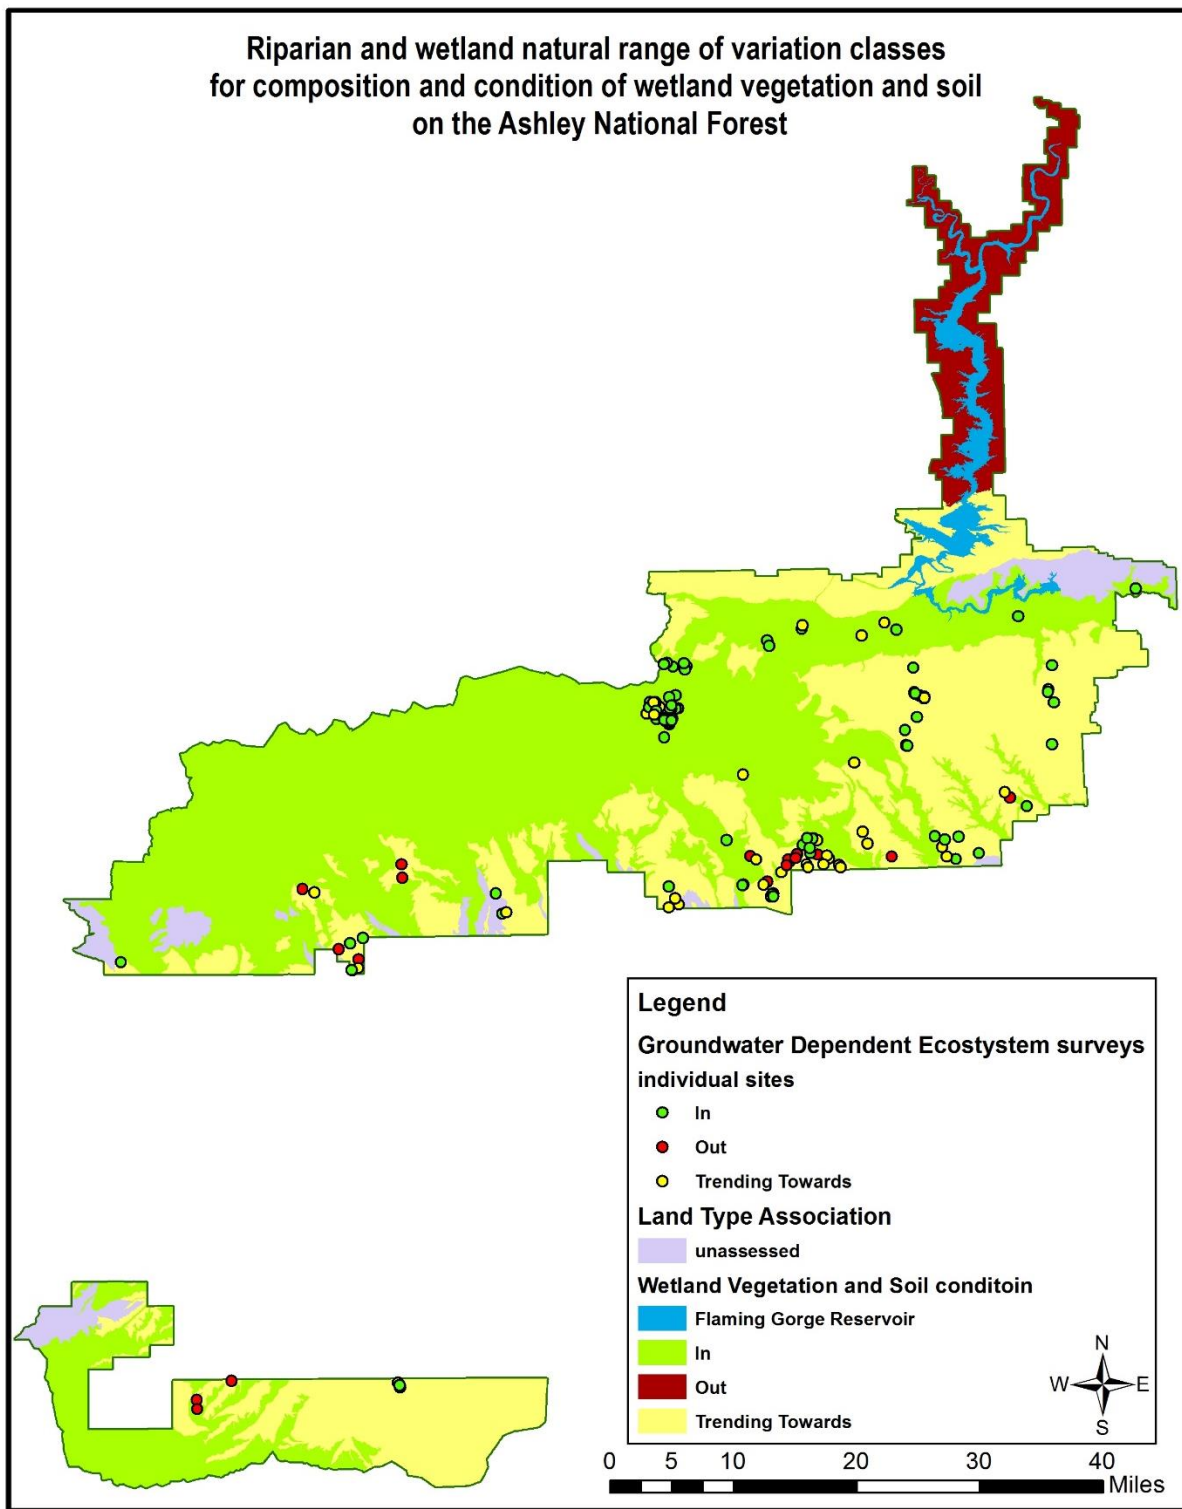 Riparian and wetland natural range of variation classes
for composition and condition of wetland vegetation and soil
on the Ashley National Forest
Legend
Groundwater Dependent Ecostystem surveys
individual sites
In
Out
Trending Towards
Land Type Association
unassessed
Wetland Vegetation and Soil conditoin
Flaming Gorge Reservoir
In
Out
Trending Towards
N
W E
S
0 5 10 20 30 40
Miles